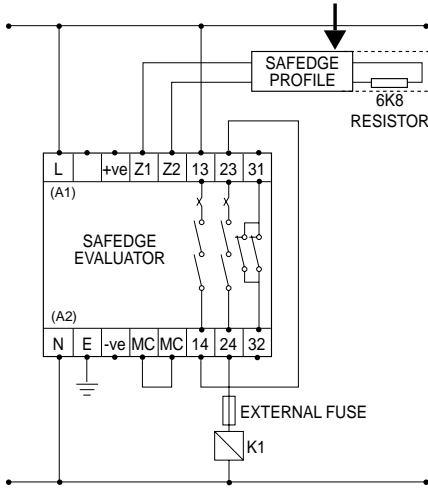 SAFEDGE
PROFILE
6K8
RESISTOR
L +ve Z1 Z2 13 23 31
(A1)
SAFEDGE
EVALUATOR
(A2)
N E -ve MC MC 14 24 32
EXTERNAL FUSE
K1